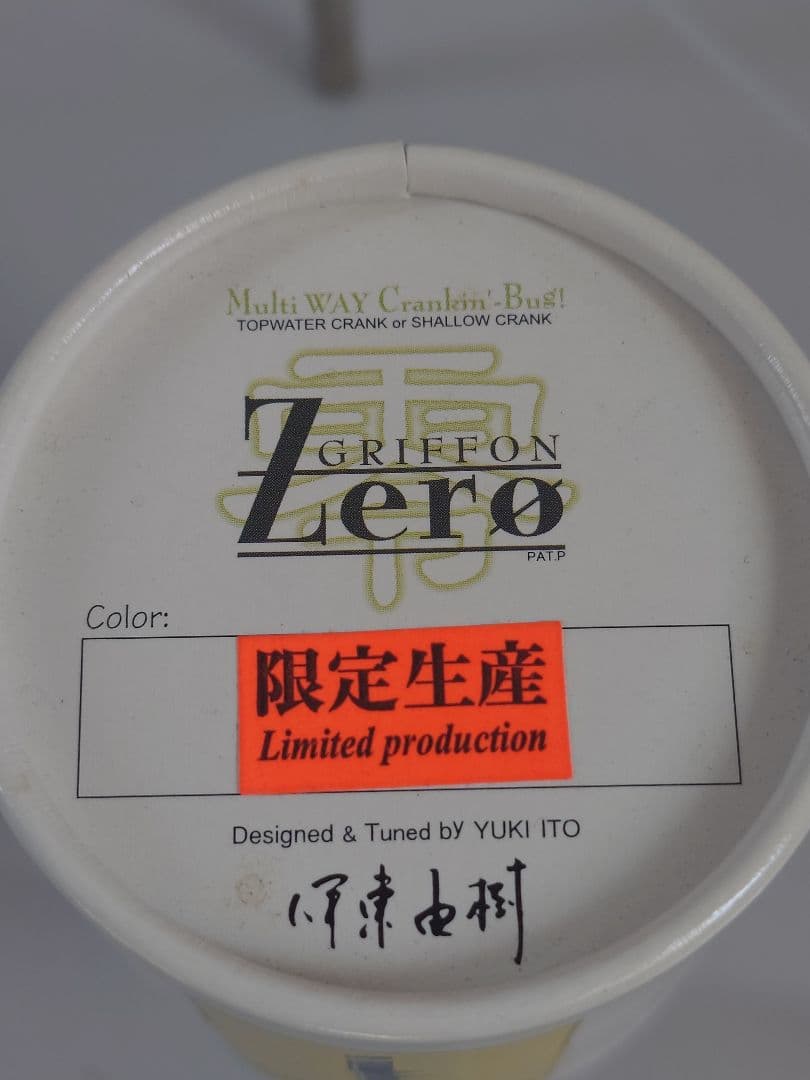 Multi WAY Crankin'-Bug!
TOPWATER CRANK or SHALLOW CRANK
零
GRIFFON
Zerø
PAT.P
Color:
限定生産
Limited production
Designed & Tuned by YUKI ITO
伊東由樹